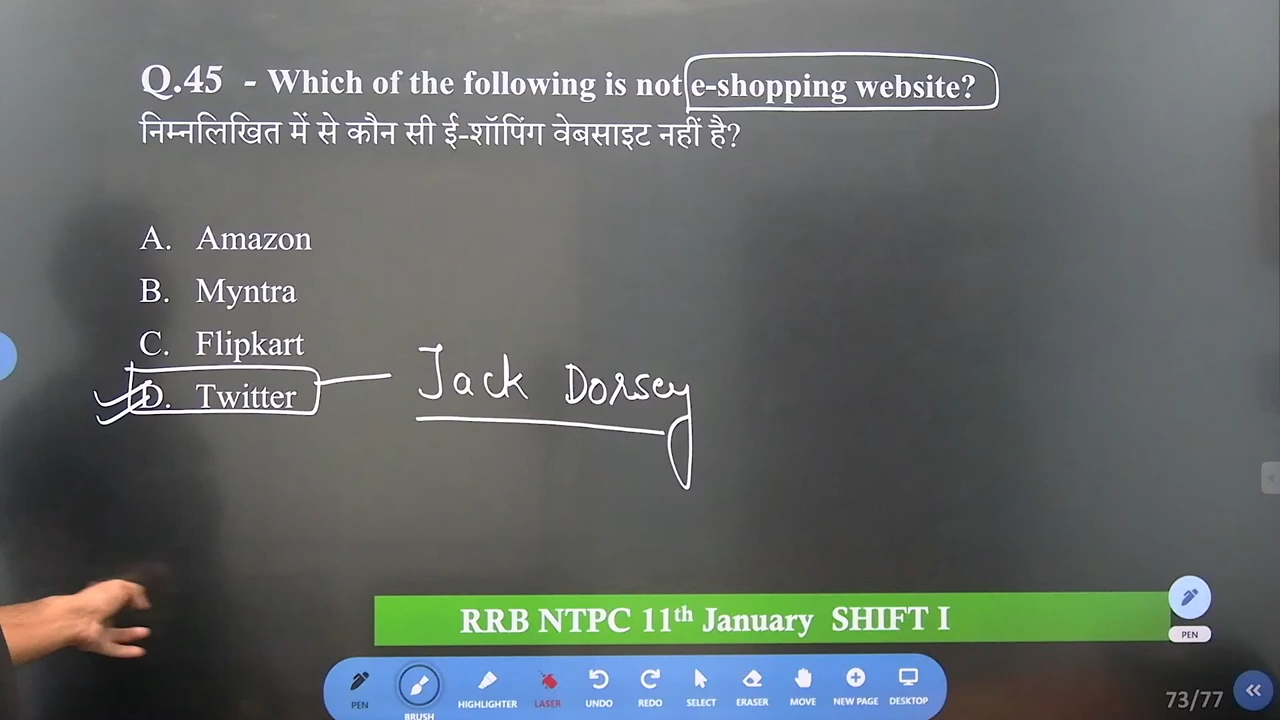 Q.45 - Which of the following is not e-shopping website?
निम्नलिखित में से कौन सी ई-शॉपिंग वेबसाइट नहीं है?
A. Amazon
B. Myntra
C. Flipkart
D. Twitter
Jack Dorsey
RRB NTPC 11th January SHIFT I
PEN
PEN
BRUSH
HIGHLIGHTER
LASER
UNDO
REDO
SELECT
ERASER
MOVE
NEW PAGE
DESKTOP
73/77